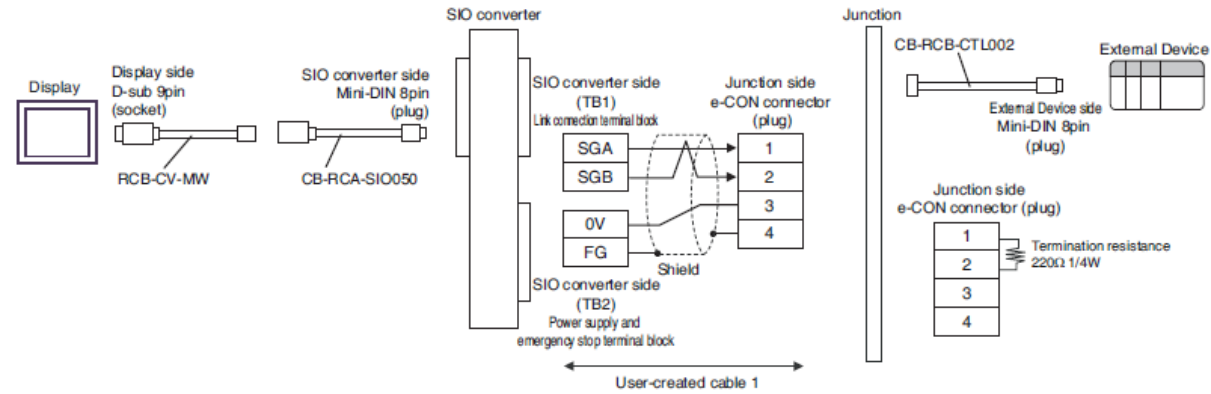 SIO converter
Junction
Display
Display side
D-sub 9pin
(socket)
RCB-CV-MW
SIO converter side
Mini-DIN 8pin
(plug)
CB-RCA-SIO050
SIO converter side
(TB1)
Link connection terminal block
SGA
SGB
0V
FG
SIO converter side
(TB2)
Power supply and
emergency stop terminal block
Shield
Junction side
e-CON connector
(plug)
1
2
3
4
User-created cable 1
CB-RCB-CTL002
External Device
External Device side
Mini-DIN 8pin
(plug)
Junction side
e-CON connector (plug)
1
2
3
4
Termination resistance
220Ω 1/4W